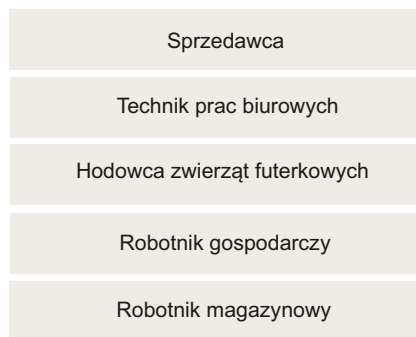 Sprzedawca
Technik prac biurowych
Hodowca zwierząt futerkowych
Robotnik gospodarczy
Robotnik magazynowy